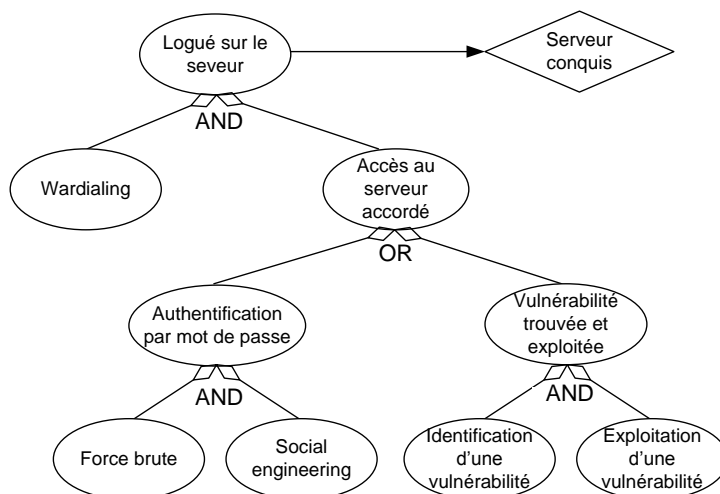 Logué sur le
seveur
Serveur
conquis
AND
Wardialing
Accès au
serveur
accordé
OR
Authentification
par mot de passe
Vulnérabilité
trouvée et
exploitée
AND
AND
Force brute
Social
engineering
Identification
d'une
vulnérabilité
Exploitation
d'une
vulnérabilité